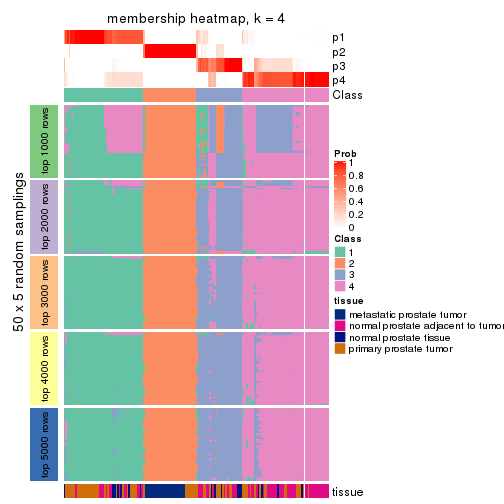 membership heatmap, k = 4
p1
p2
p3
p4
Class
50 x 5 random samplings
top 1000 rows
top 2000 rows
top 3000 rows
top 4000 rows
top 5000 rows
Prob
1
0.8
0.6
0.4
0.2
0
Class
1
2
3
4
tissue
metastatic prostate tumor
normal prostate adjacent to tumor
normal prostate tissue
primary prostate tumor
tissue